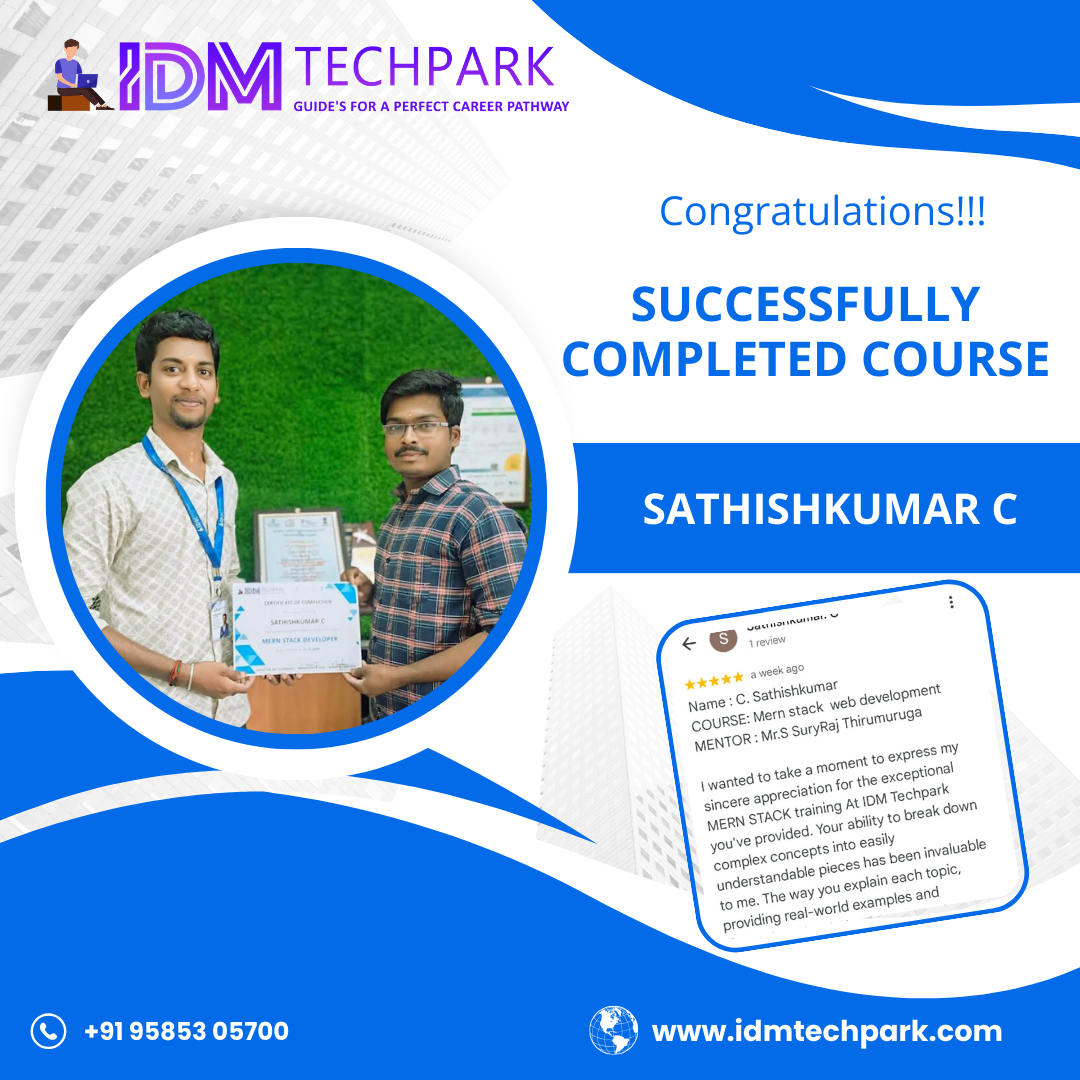 IDM TECHPARK
GUIDE'S FOR A PERFECT CAREER PATHWAY
Congratulations!!!
SUCCESSFULLY
COMPLETED COURSE
SATHISHKUMAR C
IDM TECHPARK
CERTIFICATE OF COMPLETION
SATHISHKUMAR C
MERN STACK DEVELOPER
S
Sathishkumar. C
1 review
a week ago
Name : C. Sathishkumar
COURSE: Mern stack web development
MENTOR : Mr.S SuryRaj Thirumuruga
I wanted to take a moment to express my
sincere appreciation for the exceptional
MERN STACK training At IDM Techpark
you've provided. Your ability to break down
complex concepts into easily
understandable pieces has been invaluable
to me. The way you explain each topic,
providing real-world examples and
+91 95853 05700
www.idmtechpark.com